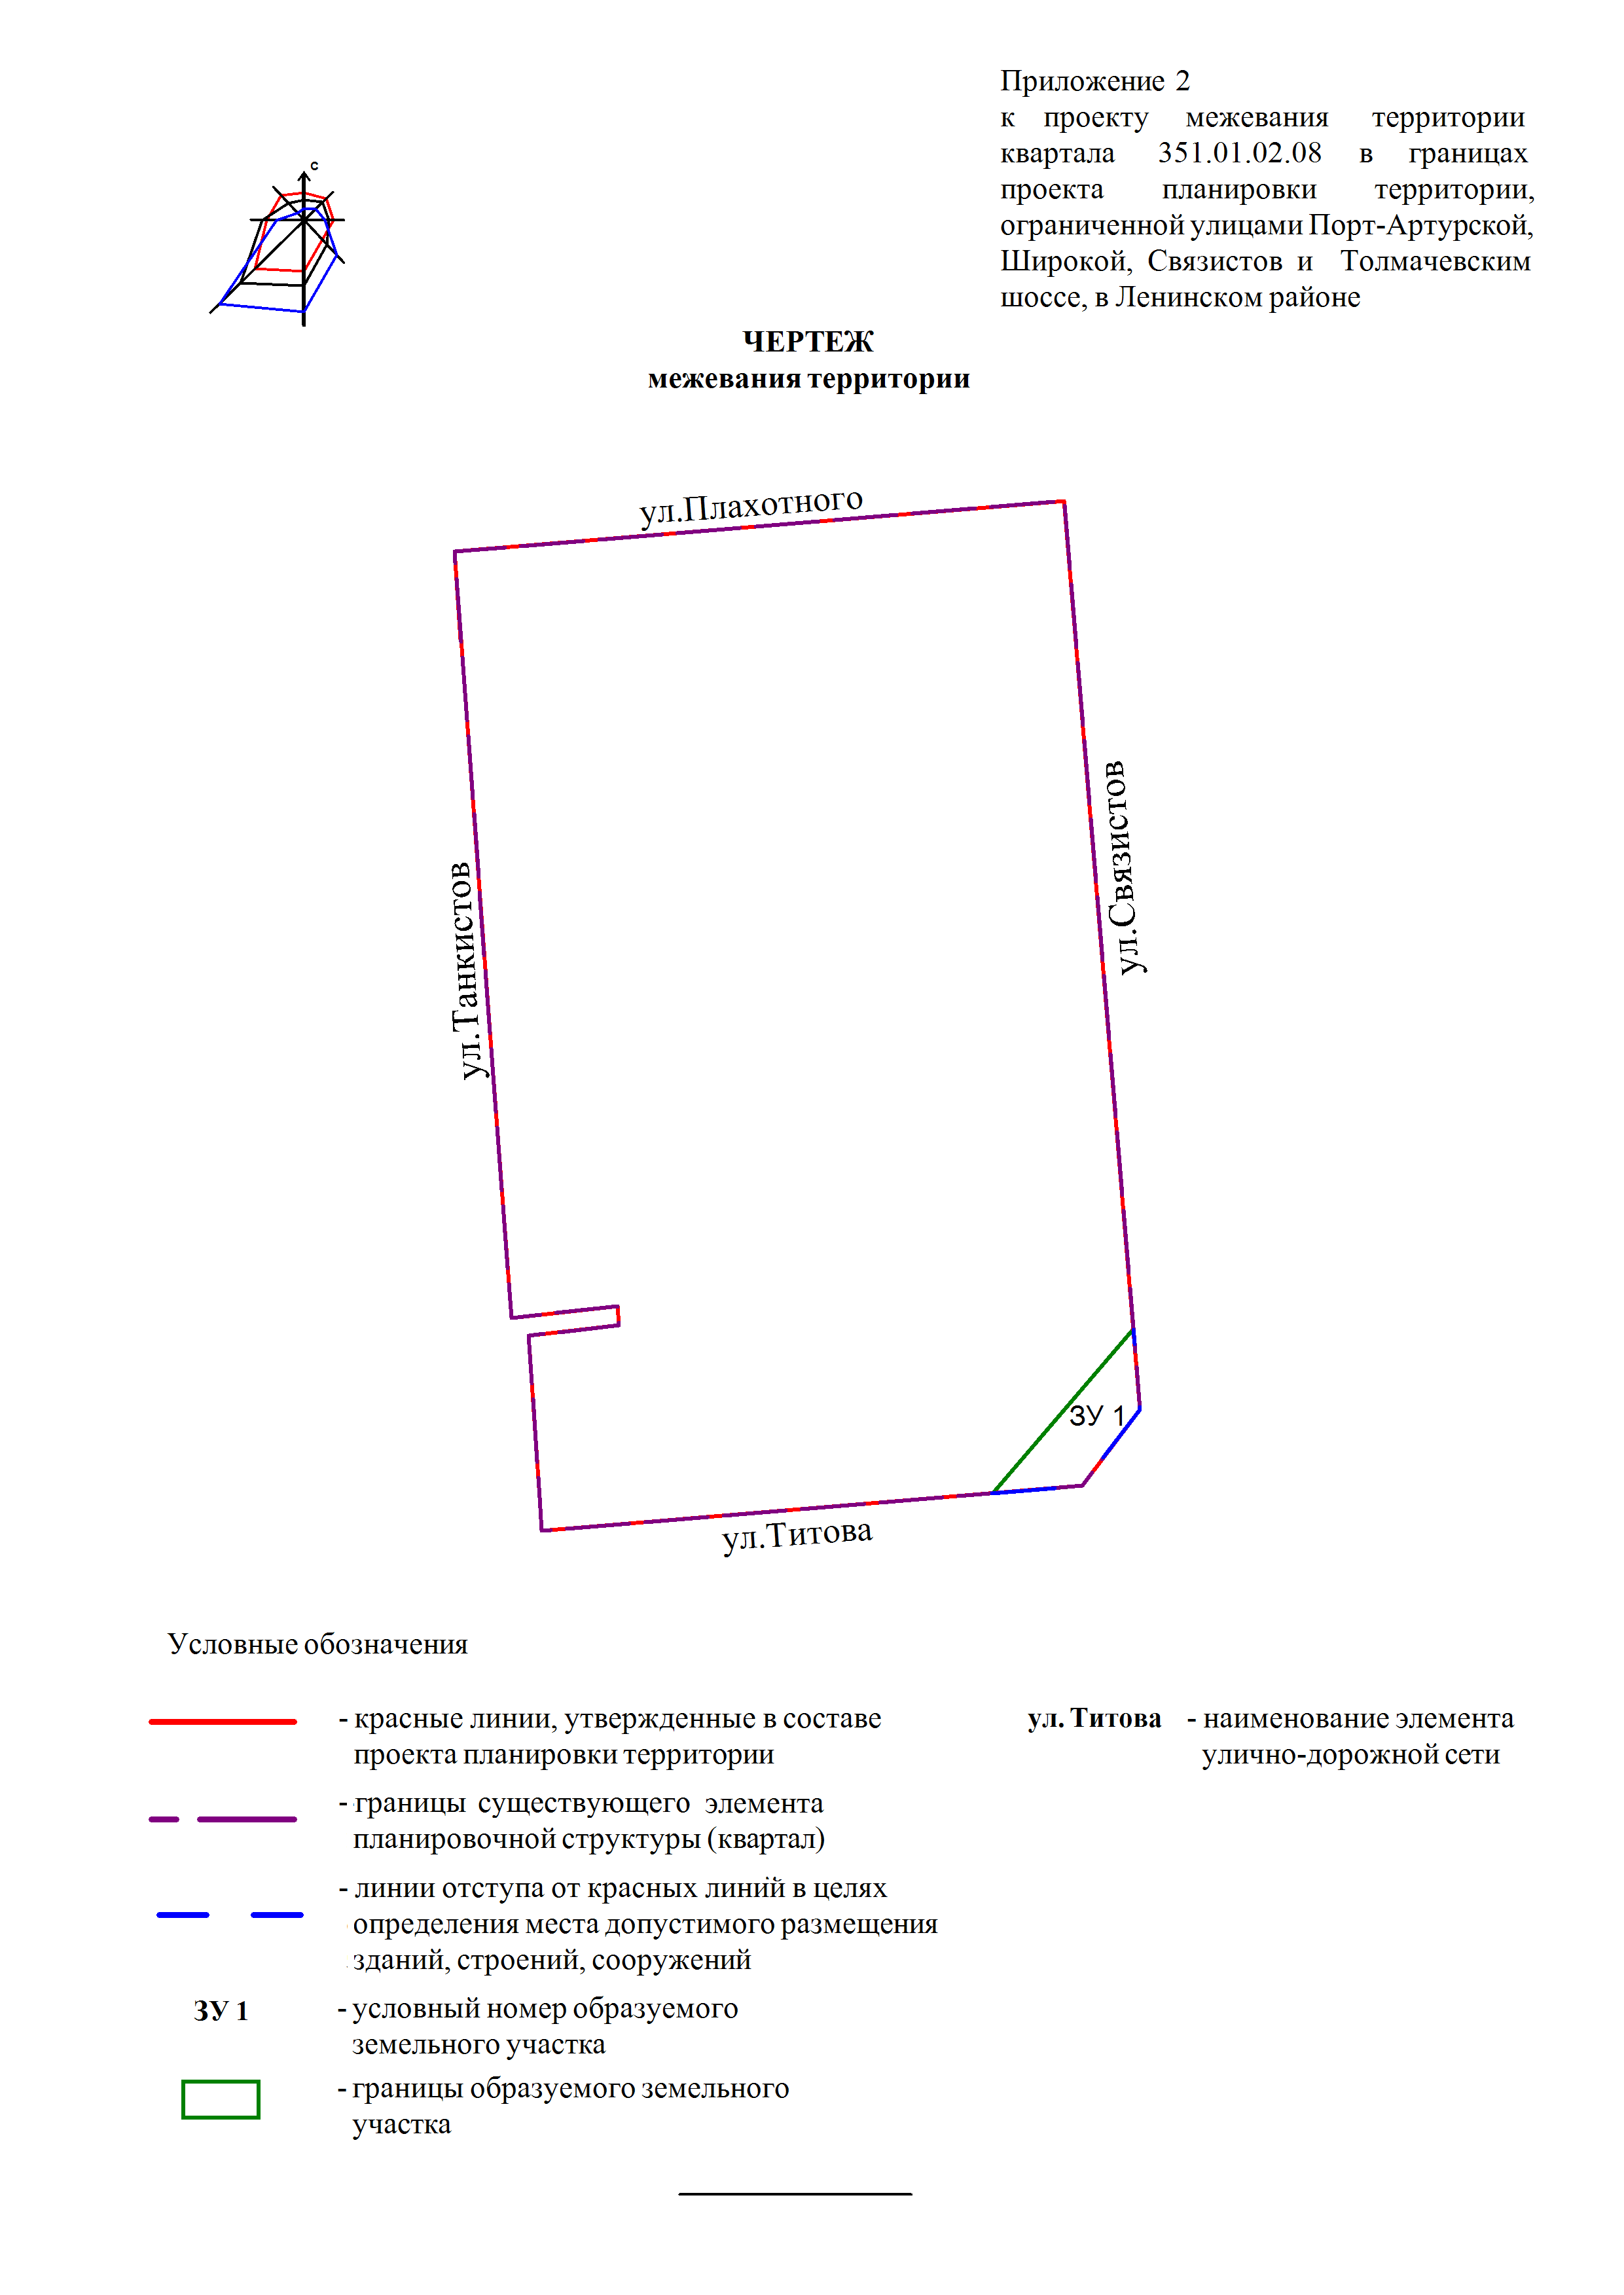 Приложение 2
к проекту межевания территории
квартала 351.01.02.08 в границах
проекта планировки территории,
ограниченной улицами Порт-Артурской,
Широкой, Связистов и Толмачевским
шоссе, в Ленинском районе
с
ЧЕРТЕЖ
межевания территории
ул.Плахотного
ул.Связистов
ул.Танкистов
ЗУ 1
ул.Титова
Условные обозначения
- красные линии, утвержденные в составе
проекта планировки территории
ул. Титова - наименование элемента
улично-дорожной сети
- границы существующего элемента
планировочной структуры (квартал)
- линии отступа от красных линий в целях
определения места допустимого размещения
зданий, строений, сооружений
ЗУ 1 - условный номер образуемого
земельного участка
- границы образуемого земельного
участка